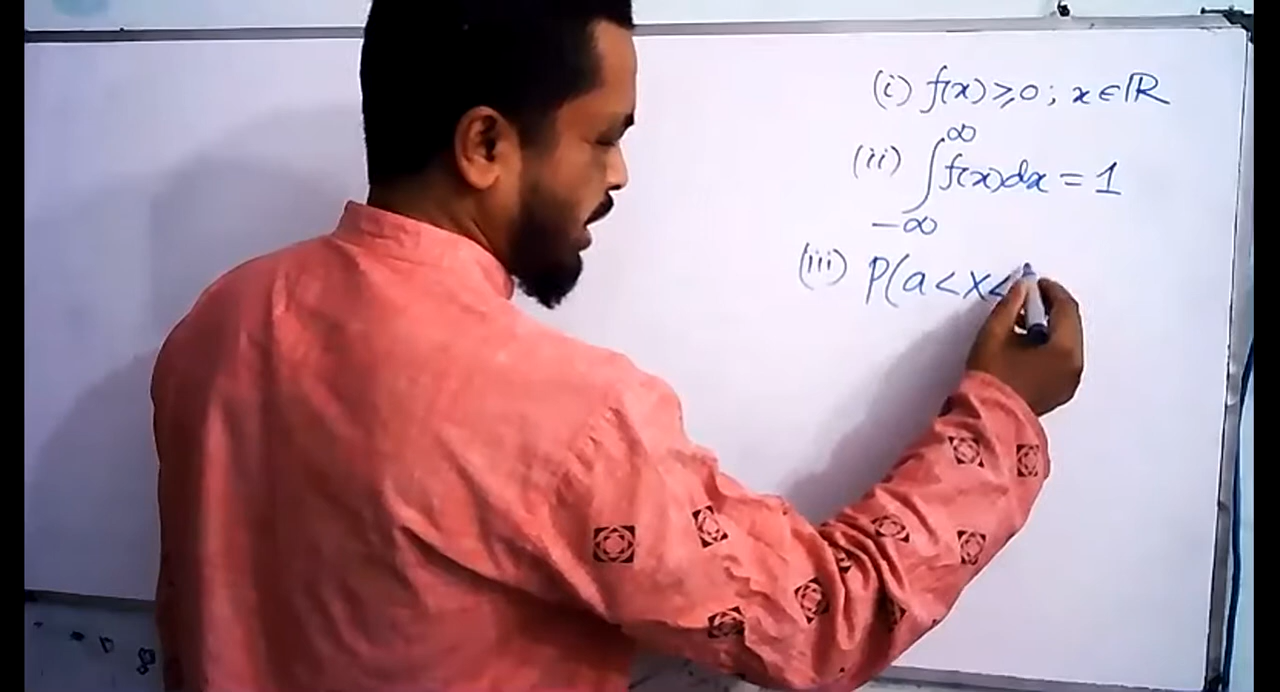 (i) f(x) ⩾ 0 ; x ∈ ℝ
(ii) ∫_{-∞}^{∞} f(x)dx = 1
(iii) P(a < x <